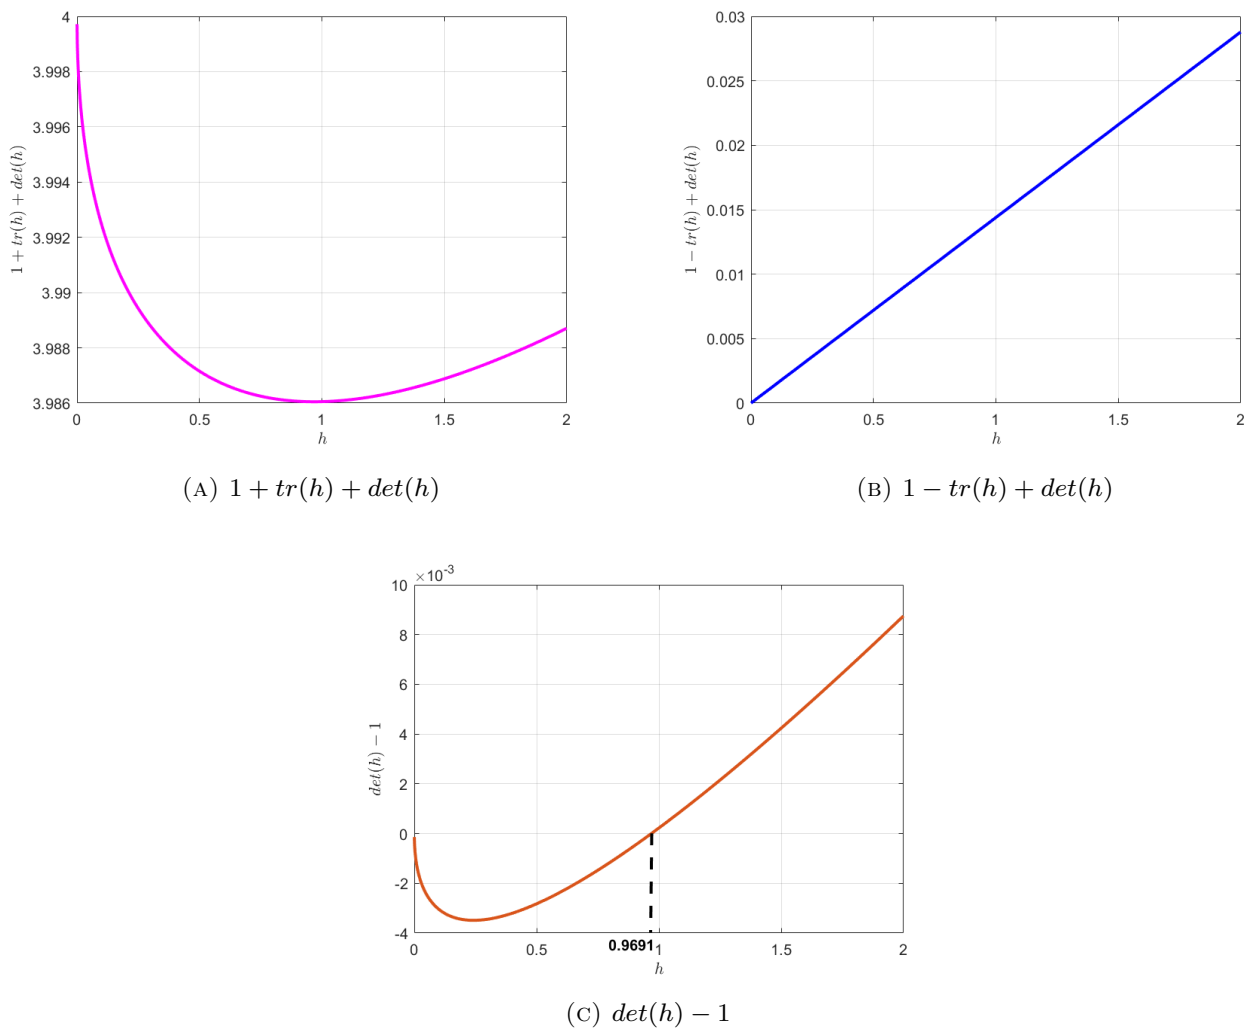 4
3.998
3.996
3.994
3.992
3.99
3.988
3.986
0 0.5 1 1.5 2
h
1 + tr(h) + det(h)
(A) 1 + tr(h) + det(h)
0.03
0.025
0.02
0.015
0.01
0.005
0
0 0.5 1 1.5 2
h
1 − tr(h) + det(h)
(B) 1 − tr(h) + det(h)
×10⁻³
10
8
6
4
2
0
-2
-4
0 0.5 1 1.5 2
0.9691
h
det(h) − 1
(C) det(h) − 1